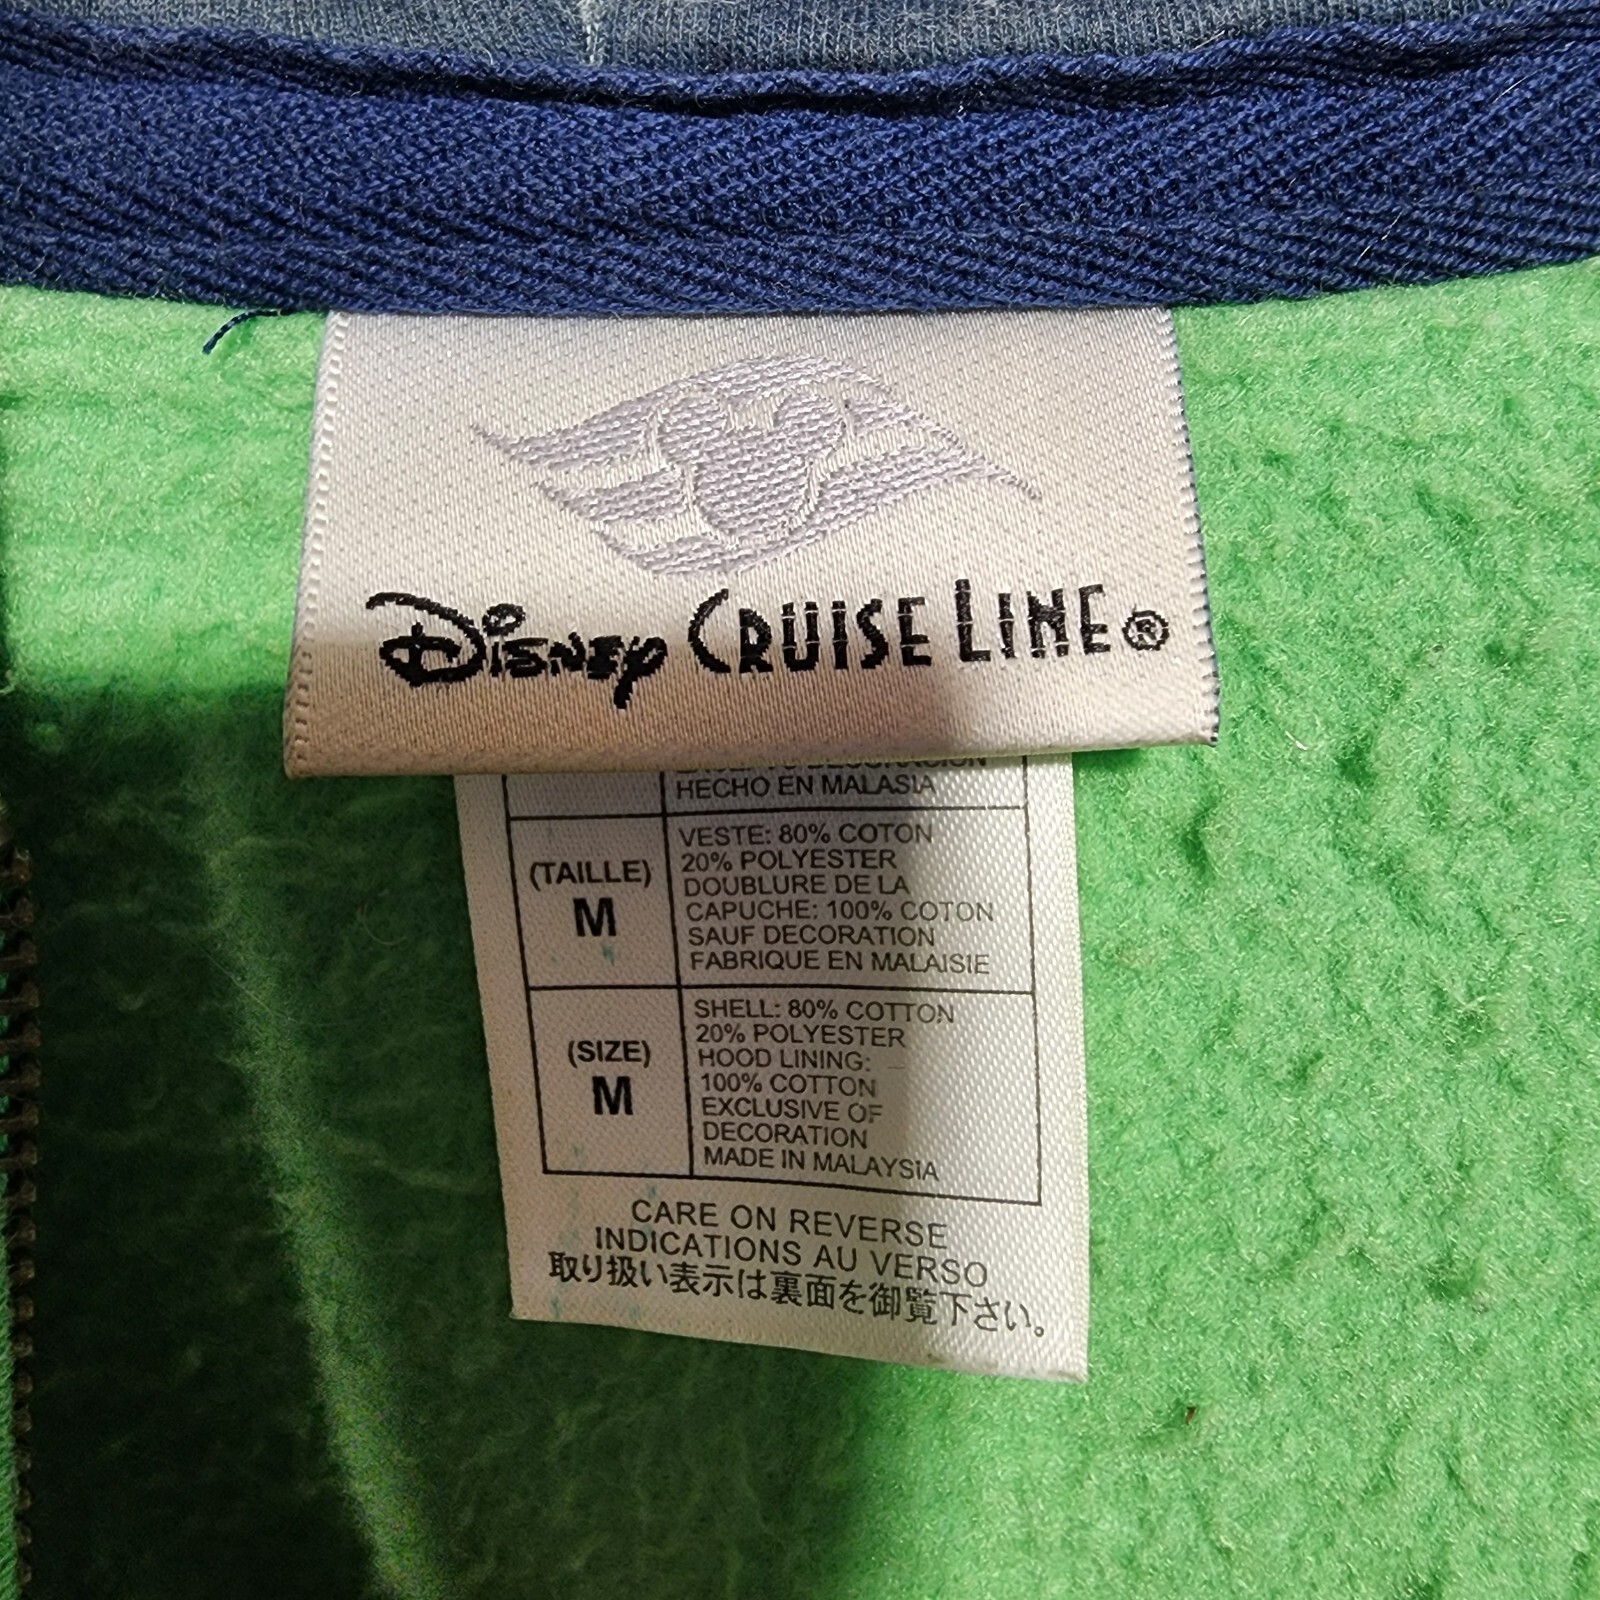 Disney CRUISE LINE®
HECHO EN MALASIA
VESTE: 80% COTON
20% POLYESTER
(TAILLE)
M
DOUBLURE DE LA
CAPUCHE: 100% COTON
SAUF DECORATION
FABRIQUE EN MALAISIE
SHELL: 80% COTTON
20% POLYESTER
(SIZE)
M
HOOD LINING:
100% COTTON
EXCLUSIVE OF
DECORATION
MADE IN MALAYSIA
CARE ON REVERSE
INDICATIONS AU VERSO
取り扱い表示は裏面を御覧下さい。